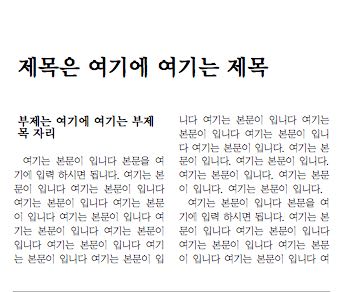 제목은 여기에 여기는 제목
부제는 여기에 여기는 부제
목 자리
여기는 본문이 입니다 본문을 여
기에 입력 하시면 됩니다. 여기는 본
문이 입니다 여기는 본문이 입니다
여기는 본문이 입니다 여기는 본문
이 입니다 여기는 본문이 입니다 여
기는 본문이 입니다 여기는 본문이
입니다 여기는 본문이 입니다 여기
는 본문이 입니다 여기는 본문이 입
니다 여기는 본문이 입니다 여기는
본문이 입니다 여기는 본문이 입니
다 여기는 본문이 입니다. 여기는 본
문이 입니다. 여기는 본문이 입니다.
여기는 본문이 입니다 여기는 본문
이 입니다. 여기는 본문이 입니다.
여기는 본문이 입니다 본문을 여
기에 입력 하시면 됩니다. 여기는 본
문이 입니다 여기는 본문이 입니다
여기는 본문이 입니다 여기는 본문
이 입니다 여기는 본문이 입니다 여